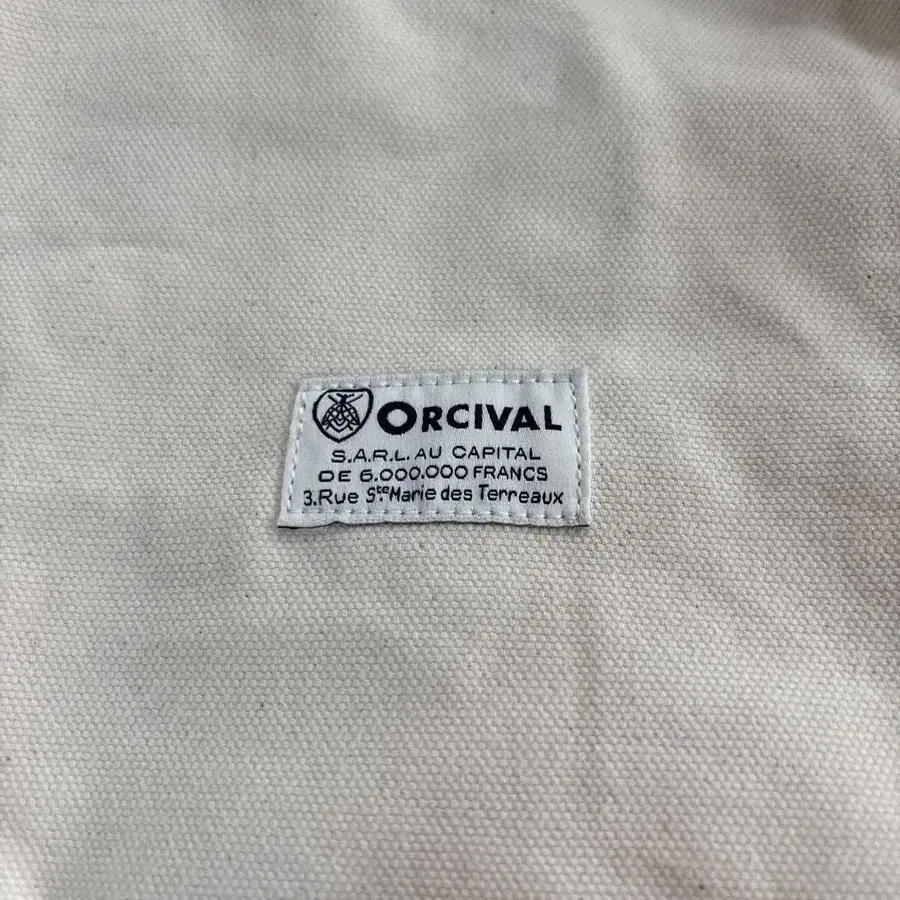 ORCIVAL
S.A.R.L. AU CAPITAL
DE 6.000.000 FRANCS
3.Rue Ste.Marie des Terreaux